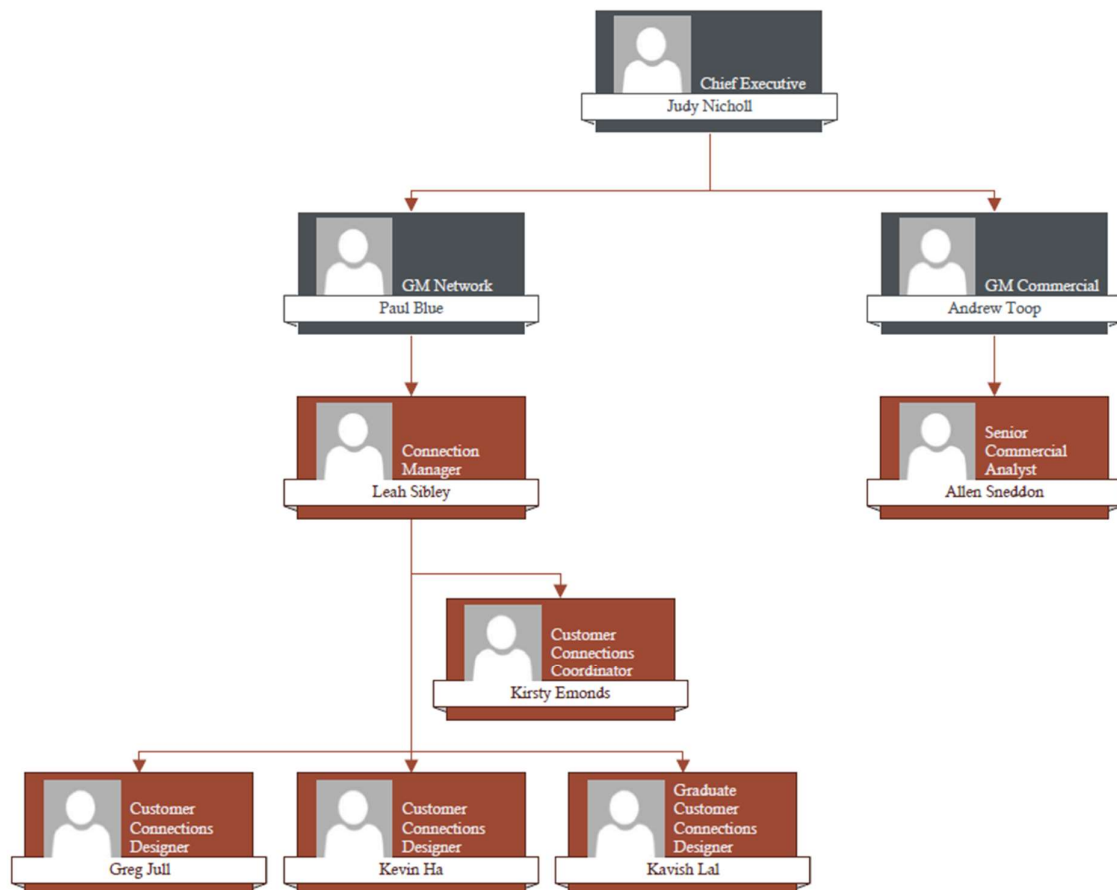 Chief Executive
Judy Nicholl
GM Network
Paul Blue
GM Commercial
Andrew Toop
Connection
Manager
Leah Sibley
Senior
Commercial
Analyst
Allen Sneddon
Customer
Connections
Coordinator
Kirsty Emonds
Customer
Connections
Designer
Greg Jull
Customer
Connections
Designer
Kevin Ha
Graduate
Customer
Connections
Designer
Kavish Lal